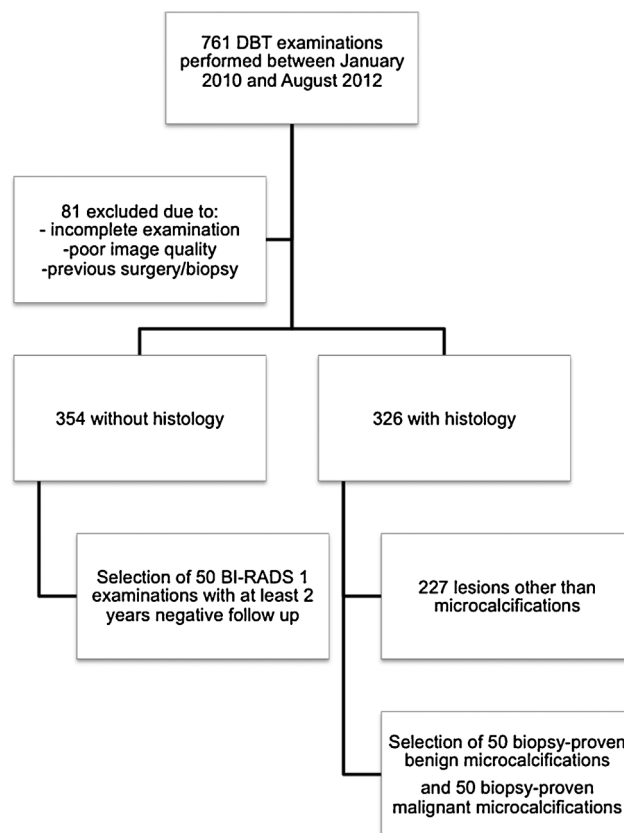 761 DBT examinations
performed between January
2010 and August 2012
81 excluded due to:
- incomplete examination
-poor image quality
-previous surgery/biopsy
354 without histology
326 with histology
Selection of 50 BI-RADS 1
examinations with at least 2
years negative follow up
227 lesions other than
microcalcifications
Selection of 50 biopsy-proven
benign microcalcifications
and 50 biopsy-proven
malignant microcalcifications